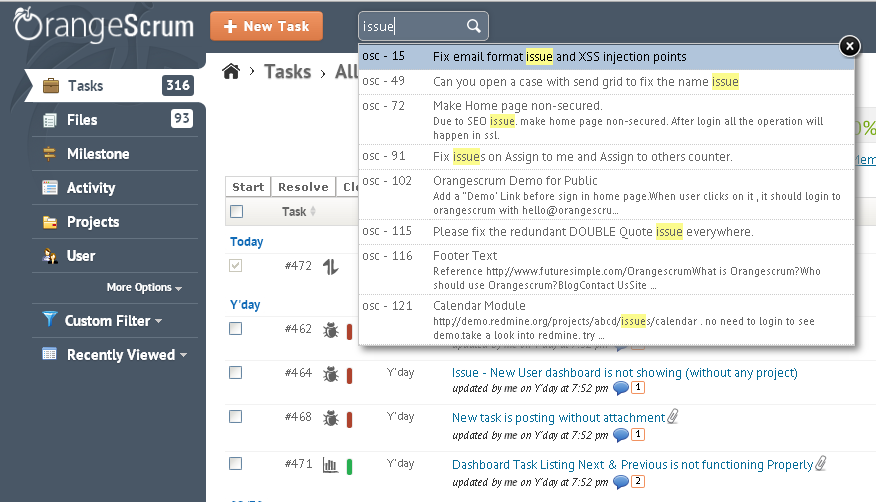 OrangeScrum
+ New Task
issue
Tasks 316
Files 93
Milestone
Activity
Projects
User
More Options
Custom Filter
Recently Viewed
> Tasks > All
osc - 15 Fix email format issue and XSS injection points
osc - 49 Can you open a case with send grid to fix the name issue
osc - 72 Make Home page non-secured.
Due to SEO issue. make home page non-secured. After login all the operation will
happen in ssl.
osc - 91 Fix issues on Assign to me and Assign to others counter.
osc - 102 Orangescrum Demo for Public
Add a "Demo' Link before sign in home page.When user clicks on it , it should login to
orangescrum with hello@orangescru...
osc - 115 Please fix the redundant DOUBLE Quote issue everywhere.
osc - 116 Footer Text
Reference http://www.futuresimple.com/OrangescrumWhat is Orangescrum?Who
should use Orangescrum?BlogContact UsSite ...
osc - 121 Calendar Module
http://demo.redmine.org/projects/abcd/issues/calendar . no need to login to see
demo.take a look into redmine. try ...
0%
Mem
Start Resolve Clo
Task
Today
#472
Y'day
#462
#464 Y'day Issue - New User dashboard is not showing (without any project)
updated by me on Y'day at 7:52 pm 1
#468 Y'day New task is posting without attachment
updated by me on Y'day at 7:52 pm 1
#471 Y'day Dashboard Task Listing Next & Previous is not functioning Properly
updated by me on Y'day at 7:52 pm 2